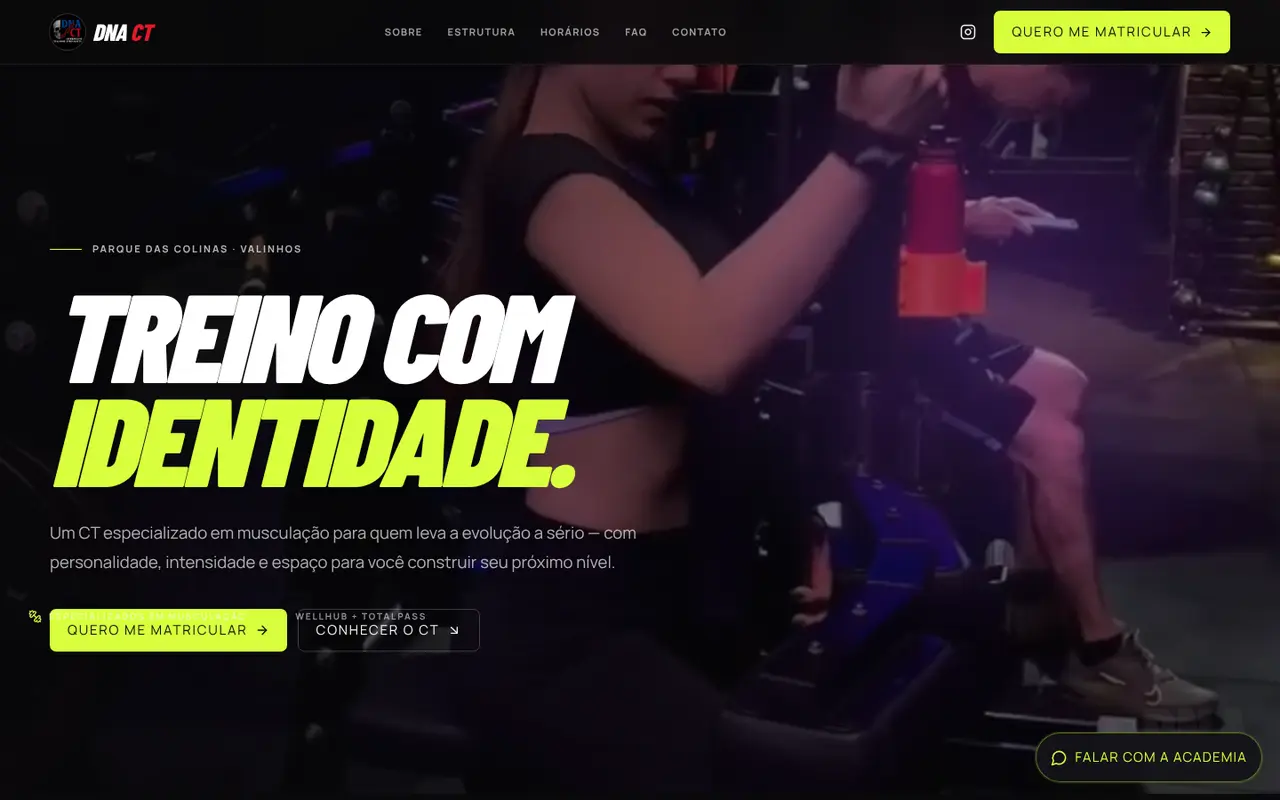 DNA CT
SOBRE ESTRUTURA HORÁRIOS FAQ CONTATO
QUERO ME MATRICULAR
PARQUE DAS COLINAS · VALINHOS
TREINO COM
IDENTIDADE.
Um CT especializado em musculação para quem leva a evolução a sério — com
personalidade, intensidade e espaço para você construir seu próximo nível.
WELLHUB + TOTALPASS
QUERO ME MATRICULAR CONHECER O CT
FALAR COM A ACADEMIA